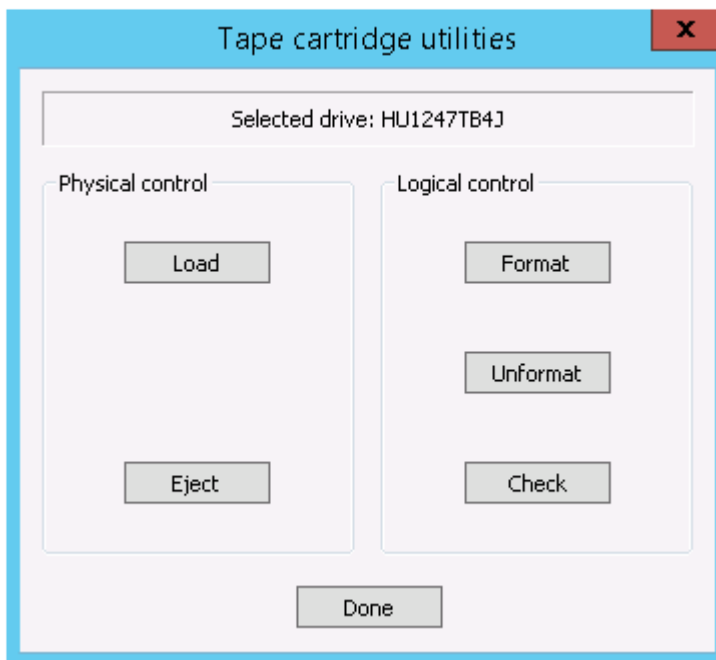 Tape cartridge utilities
x
Selected drive: HU1247TB4J
Physical control
Load
Eject
Logical control
Format
Unformat
Check
Done